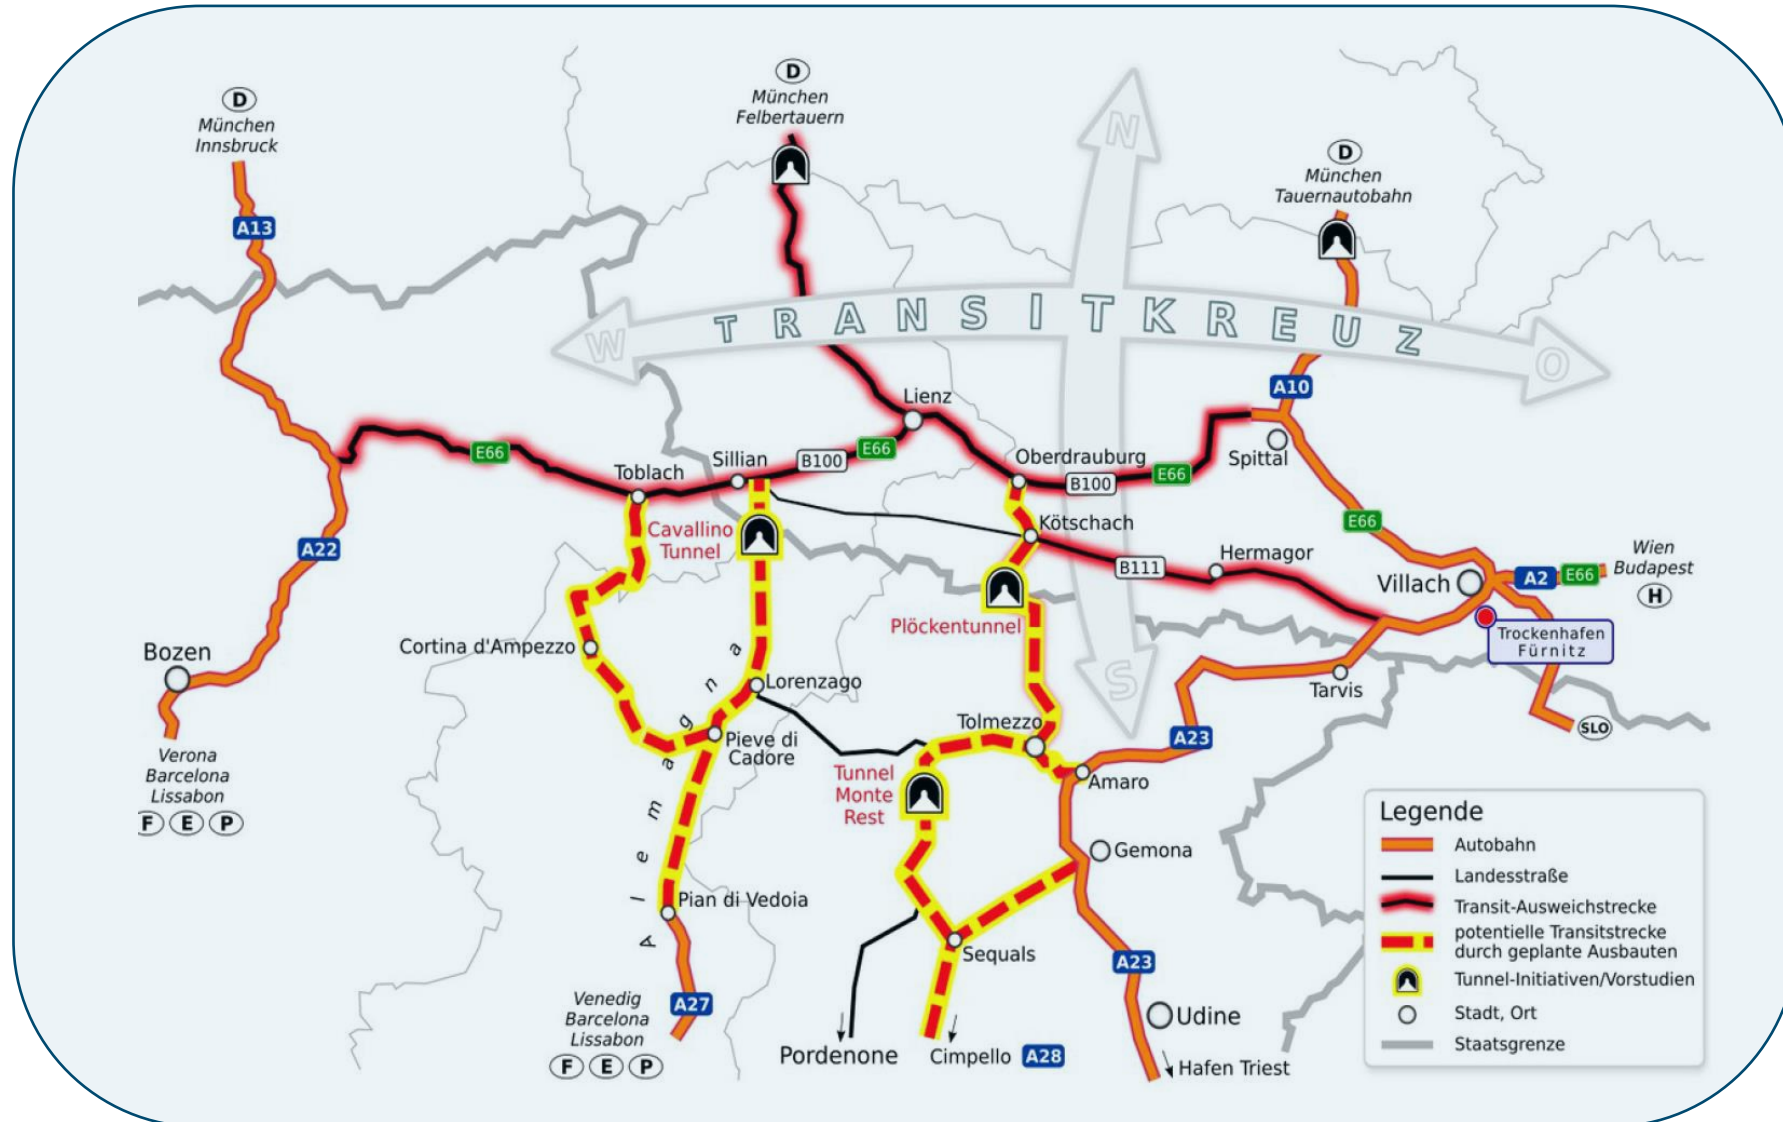 D
München
Innsbruck
A13
D
München
Felbertauern
D
München
Tauernautobahn
N
W
TRANSITKREUZ
O
S
A10
Lienz
E66
Toblach
Sillian
B100
E66
Oberdrauburg
B100
E66
Spittal
Cavallino
Tunnel
Kötschach
E66
A22
B111
Hermagor
Villach
A2
E66
Wien
Budapest
H
Plöckentunnel
Trockenhafen
Fürnitz
Bozen
Cortina d'Ampezzo
Lorenzago
Tarvis
SLO
Verona
Barcelona
Lissabon
F E P
Pieve di
Cadore
Alemagna
Tolmezzo
A23
Amaro
Tunnel
Monte
Rest
Gemona
Pian di Vedoia
Sequals
A23
Venedig
Barcelona
Lissabon
F E P
A27
Pordenone
Cimpello
A28
Udine
Hafen Triest
Legende
Autobahn
Landesstraße
Transit-Ausweichstrecke
potentielle Transitstrecke
durch geplante Ausbauten
Tunnel-Initiativen/Vorstudien
Stadt, Ort
Staatsgrenze